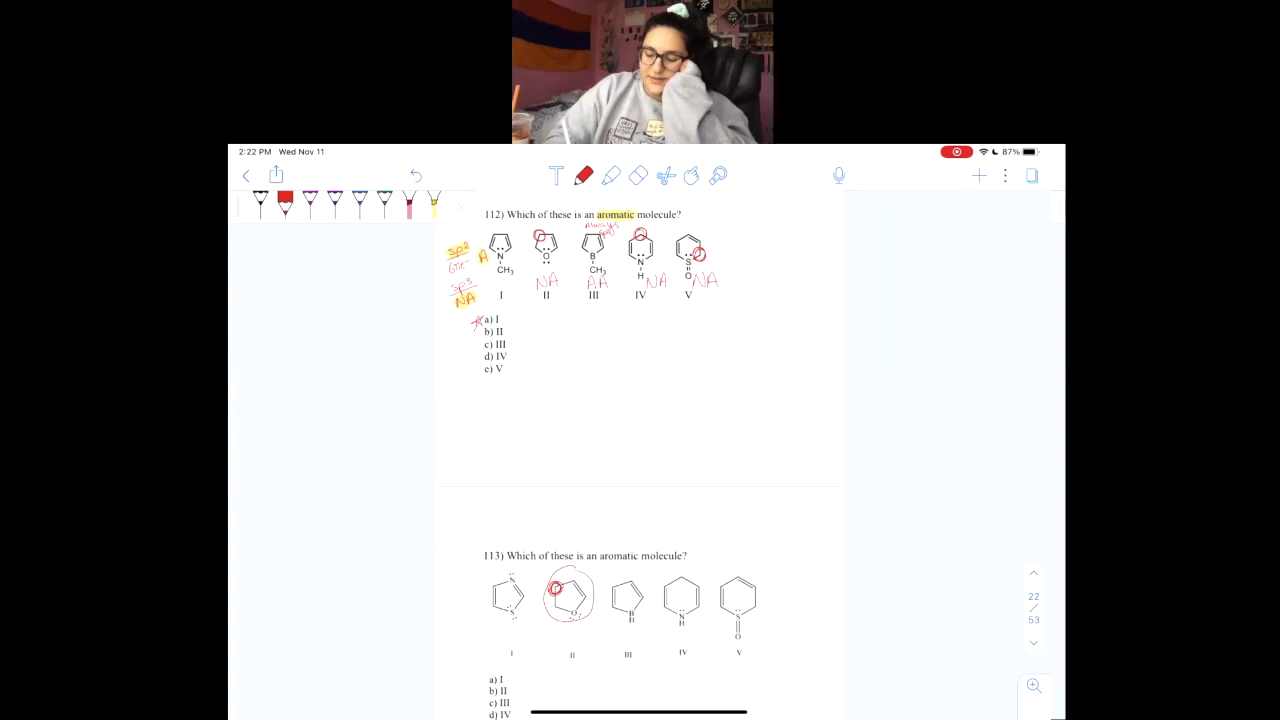 2:22 PM Wed Nov 11
87%
112) Which of these is an aromatic molecule?
Always
sp2
A
6πe-
sp3
NA
N
CH3
O
B
CH3
N
H
S
O
NA
AA
NA
NA
I
II
III
IV
V
a) I
b) II
c) III
d) IV
e) V
113) Which of these is an aromatic molecule?
N
S
O
B
H
N
H
S
O
I
II
III
IV
V
a) I
b) II
c) III
d) IV
22
/
53